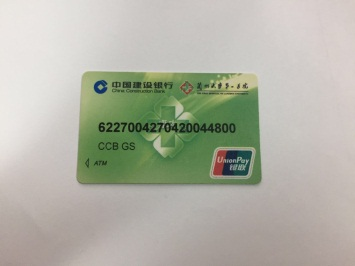 中国建设银行
China Construction Bank
6227004270420044800
CCB GS
ATM
UnionPay
银联